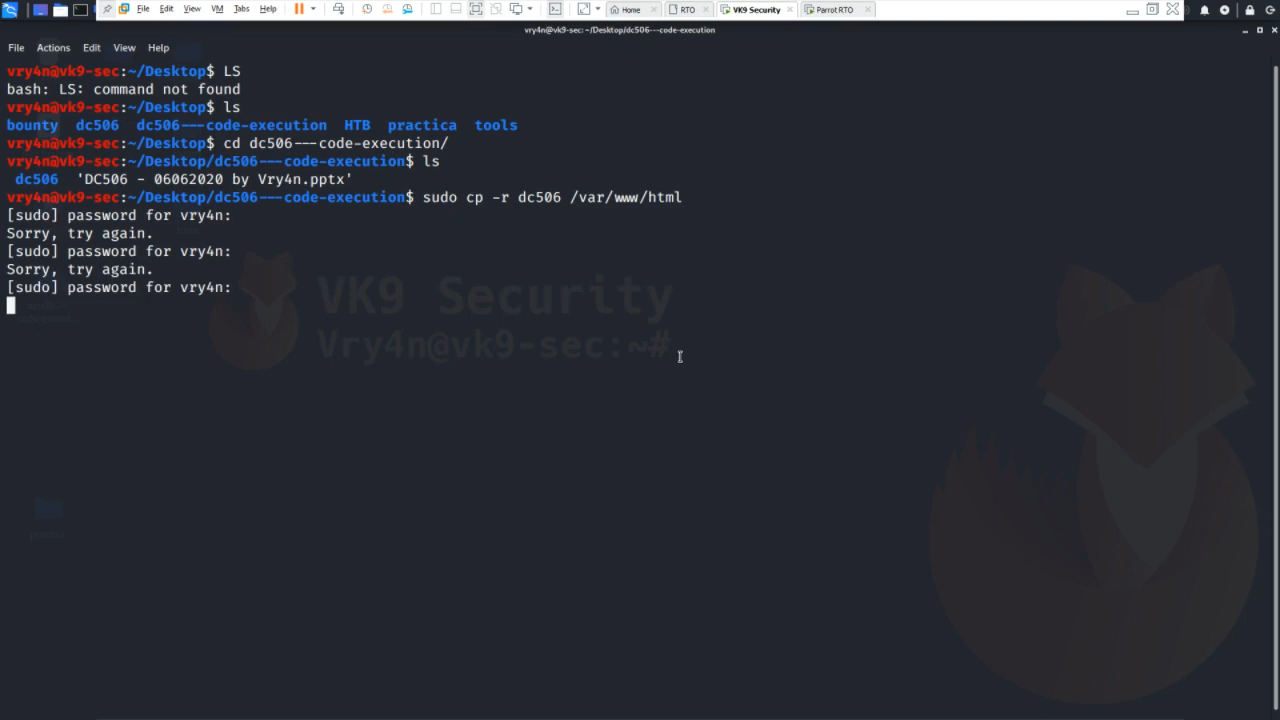 File Edit View VM Tabs Help Home RTO VK9 Security Parrot RTO
vry4n@vk9-sec:~/Desktop/dc506---code-execution
File Actions Edit View Help
vry4n@vk9-sec:~/Desktop$ LS
bash: LS: command not found
vry4n@vk9-sec:~/Desktop$ ls
bounty dc506 dc506---code-execution HTB practica tools
vry4n@vk9-sec:~/Desktop$ cd dc506---code-execution/
vry4n@vk9-sec:~/Desktop/dc506---code-execution$ ls
dc506 'DC506 - 06062020 by Vry4n.pptx'
vry4n@vk9-sec:~/Desktop/dc506---code-execution$ sudo cp -r dc506 /var/www/html
[sudo] password for vry4n:
Sorry, try again.
[sudo] password for vry4n:
Sorry, try again.
[sudo] password for vry4n:
VK9 Security
Vry4n@vk9-sec:~#